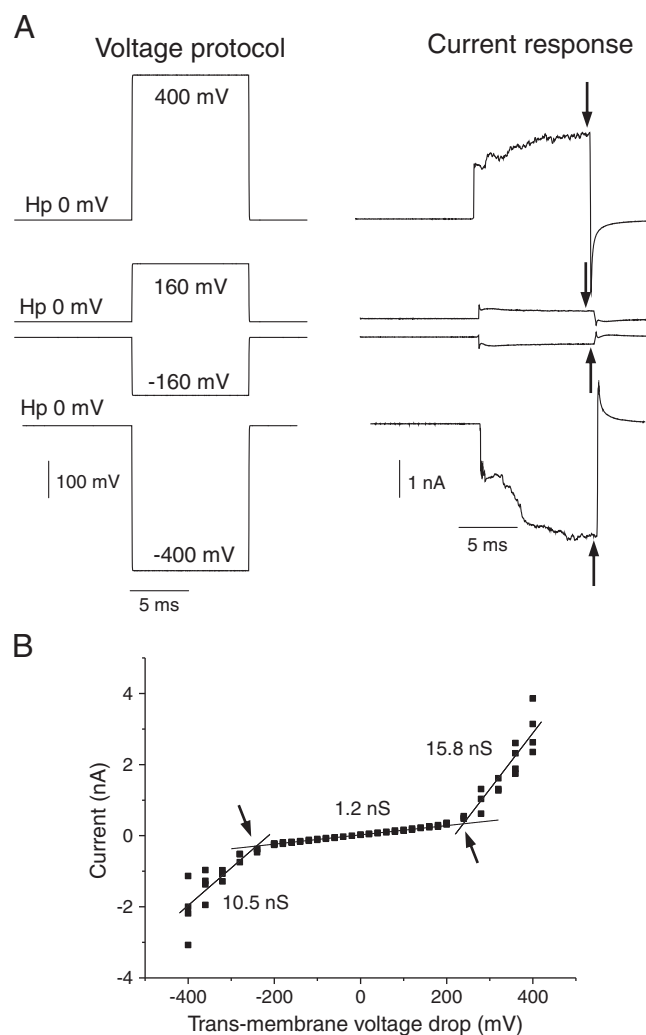 A
Voltage protocol
Current response
400 mV
Hp 0 mV
160 mV
Hp 0 mV
-160 mV
Hp 0 mV
100 mV
1 nA
-400 mV
5 ms
5 ms
B
4
2
0
-2
-4
Current (nA)
15.8 nS
1.2 nS
10.5 nS
-400
-200
0
200
400
Trans-membrane voltage drop (mV)